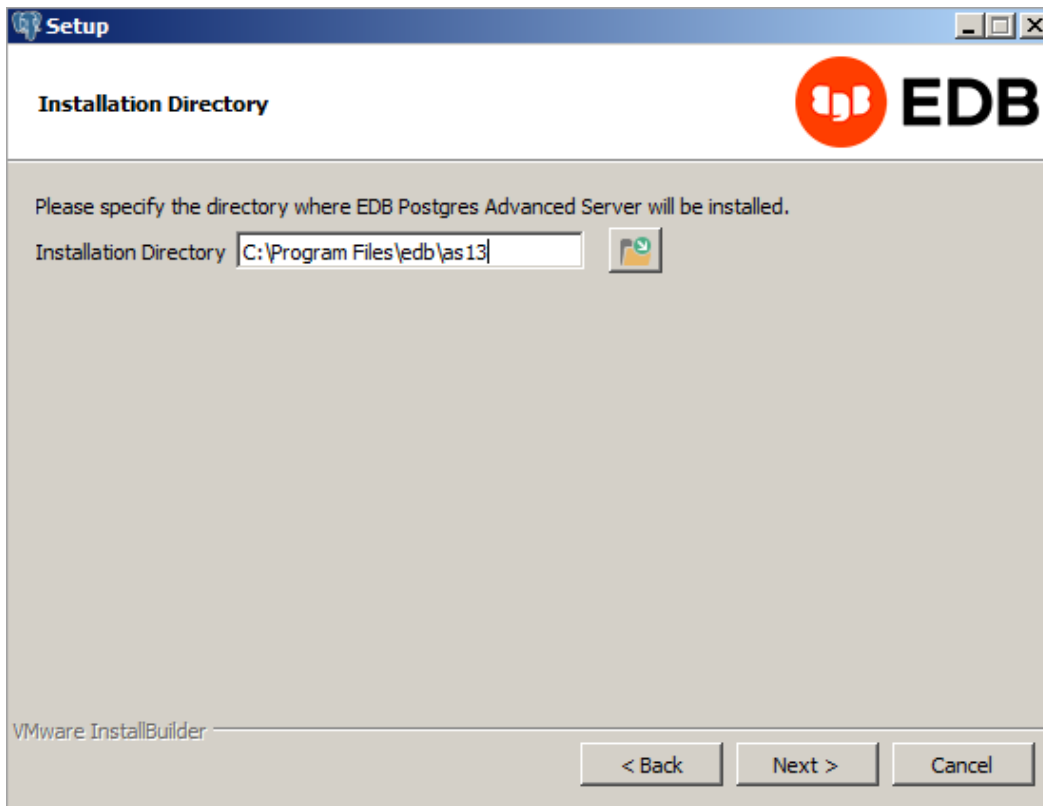 Setup
Installation Directory
EDB
Please specify the directory where EDB Postgres Advanced Server will be installed.
Installation Directory C:\Program Files\edb\as13
VMware InstallBuilder
< Back Next > Cancel